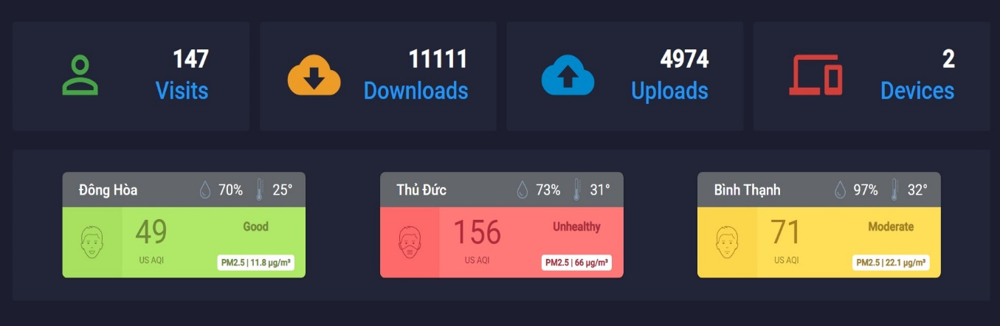 147
Visits
11111
Downloads
4974
Uploads
2
Devices
Đông Hòa 70% 25°
49
US AQI
Good
PM2.5 | 11.8 µg/m³
Thủ Đức 73% 31°
156
US AQI
Unhealthy
PM2.5 | 66 µg/m³
Bình Thạnh 97% 32°
71
US AQI
Moderate
PM2.5 | 22.1 µg/m³